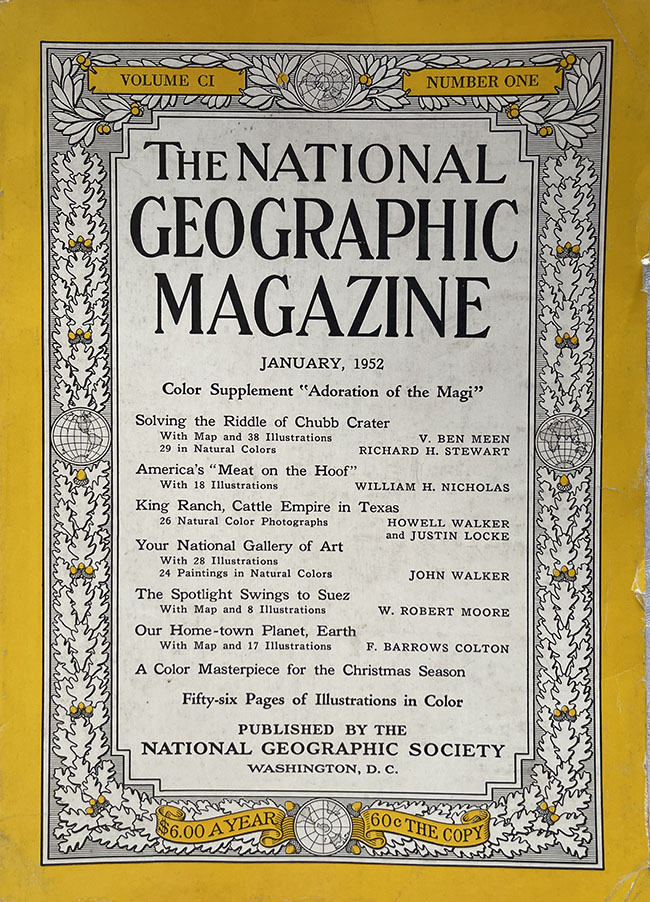 VOLUME CI
NUMBER ONE
THE NATIONAL
GEOGRAPHIC
MAGAZINE
JANUARY, 1952
Color Supplement "Adoration of the Magi"
Solving the Riddle of Chubb Crater
With Map and 38 Illustrations V. BEN MEEN
29 in Natural Colors RICHARD H. STEWART
America's "Meat on the Hoof"
With 18 Illustrations WILLIAM H. NICHOLAS
King Ranch, Cattle Empire in Texas
26 Natural Color Photographs HOWELL WALKER
and JUSTIN LOCKE
Your National Gallery of Art
With 28 Illustrations
24 Paintings in Natural Colors JOHN WALKER
The Spotlight Swings to Suez
With Map and 8 Illustrations W. ROBERT MOORE
Our Home-town Planet, Earth
With Map and 17 Illustrations F. BARROWS COLTON
A Color Masterpiece for the Christmas Season
Fifty-six Pages of Illustrations in Color
PUBLISHED BY THE
NATIONAL GEOGRAPHIC SOCIETY
WASHINGTON, D. C.
$6.00 A YEAR
60c THE COPY